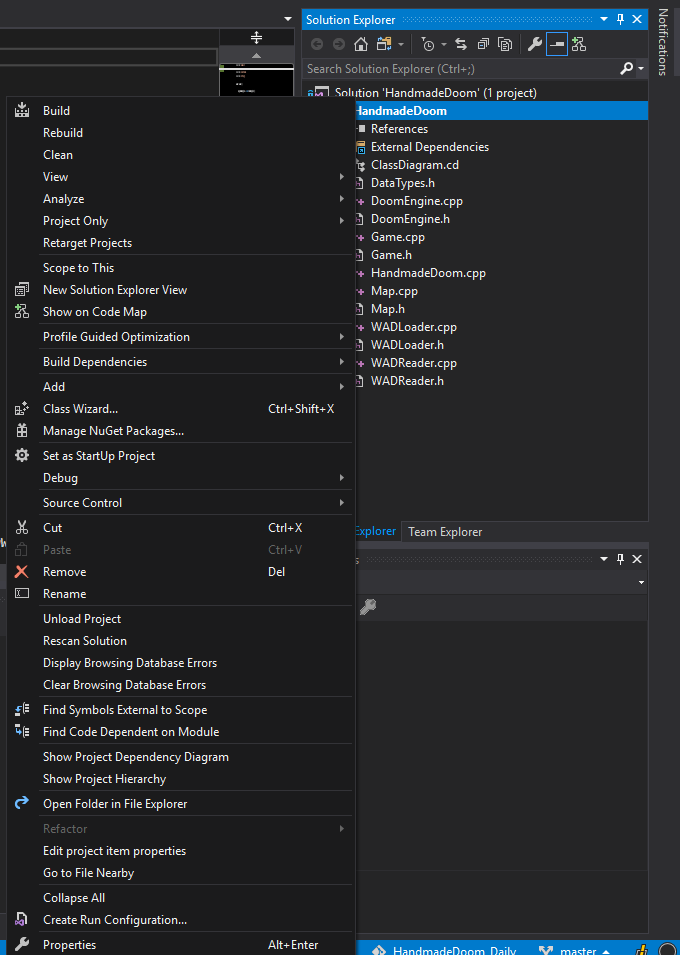 Solution Explorer
Search Solution Explorer (Ctrl+;)
Solution 'HandmadeDoom' (1 project)
HandmadeDoom
References
External Dependencies
ClassDiagram.cd
DataTypes.h
DoomEngine.cpp
DoomEngine.h
Game.cpp
Game.h
HandmadeDoom.cpp
Map.cpp
Map.h
WADLoader.cpp
WADLoader.h
WADReader.cpp
WADReader.h
Explorer
Team Explorer
Notifications
Build
Rebuild
Clean
View
Analyze
Project Only
Retarget Projects
Scope to This
New Solution Explorer View
Show on Code Map
Profile Guided Optimization
Build Dependencies
Add
Class Wizard... Ctrl+Shift+X
Manage NuGet Packages...
Set as StartUp Project
Debug
Source Control
Cut Ctrl+X
Paste Ctrl+V
Remove Del
Rename
Unload Project
Rescan Solution
Display Browsing Database Errors
Clear Browsing Database Errors
Find Symbols External to Scope
Find Code Dependent on Module
Show Project Dependency Diagram
Show Project Hierarchy
Open Folder in File Explorer
Refactor
Edit project item properties
Go to File Nearby
Collapse All
Create Run Configuration...
Properties Alt+Enter
HandmadeDoom_Daily
master